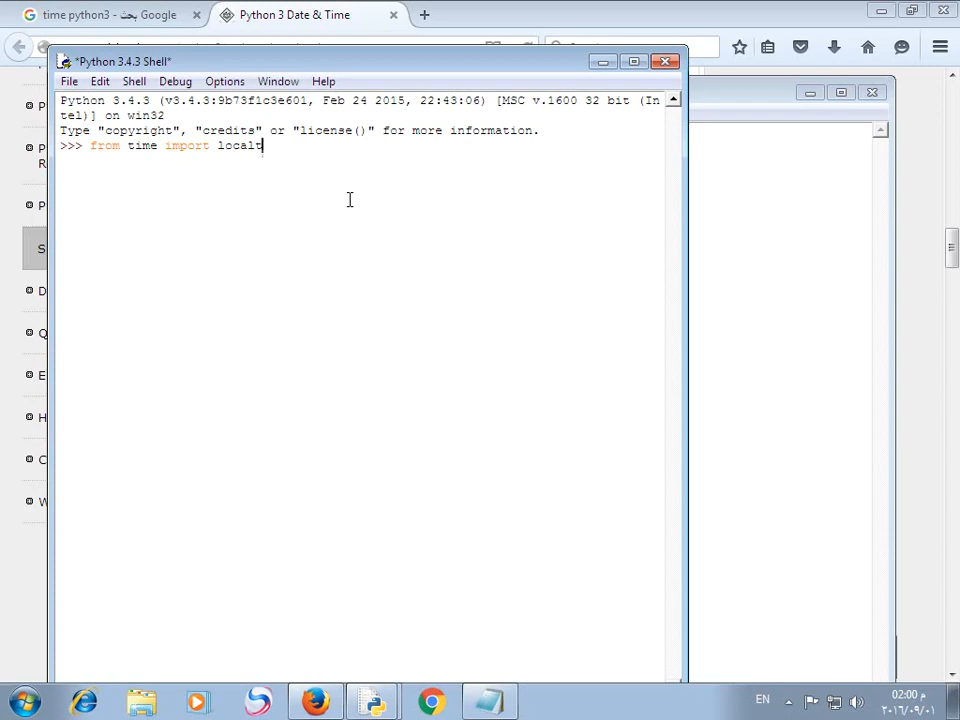 time python3 - بحث Google
Python 3 Date & Time
*Python 3.4.3 Shell*
File Edit Shell Debug Options Window Help
Python 3.4.3 (v3.4.3:9b73f1c3e601, Feb 24 2015, 22:43:06) [MSC v.1600 32 bit (In
tel)] on win32
Type "copyright", "credits" or "license()" for more information.
>>> from time import localt
P
P
R
P
S
D
Q
E
H
C
W
EN
02:00 م
٢٠١٦/٠٩/٠١